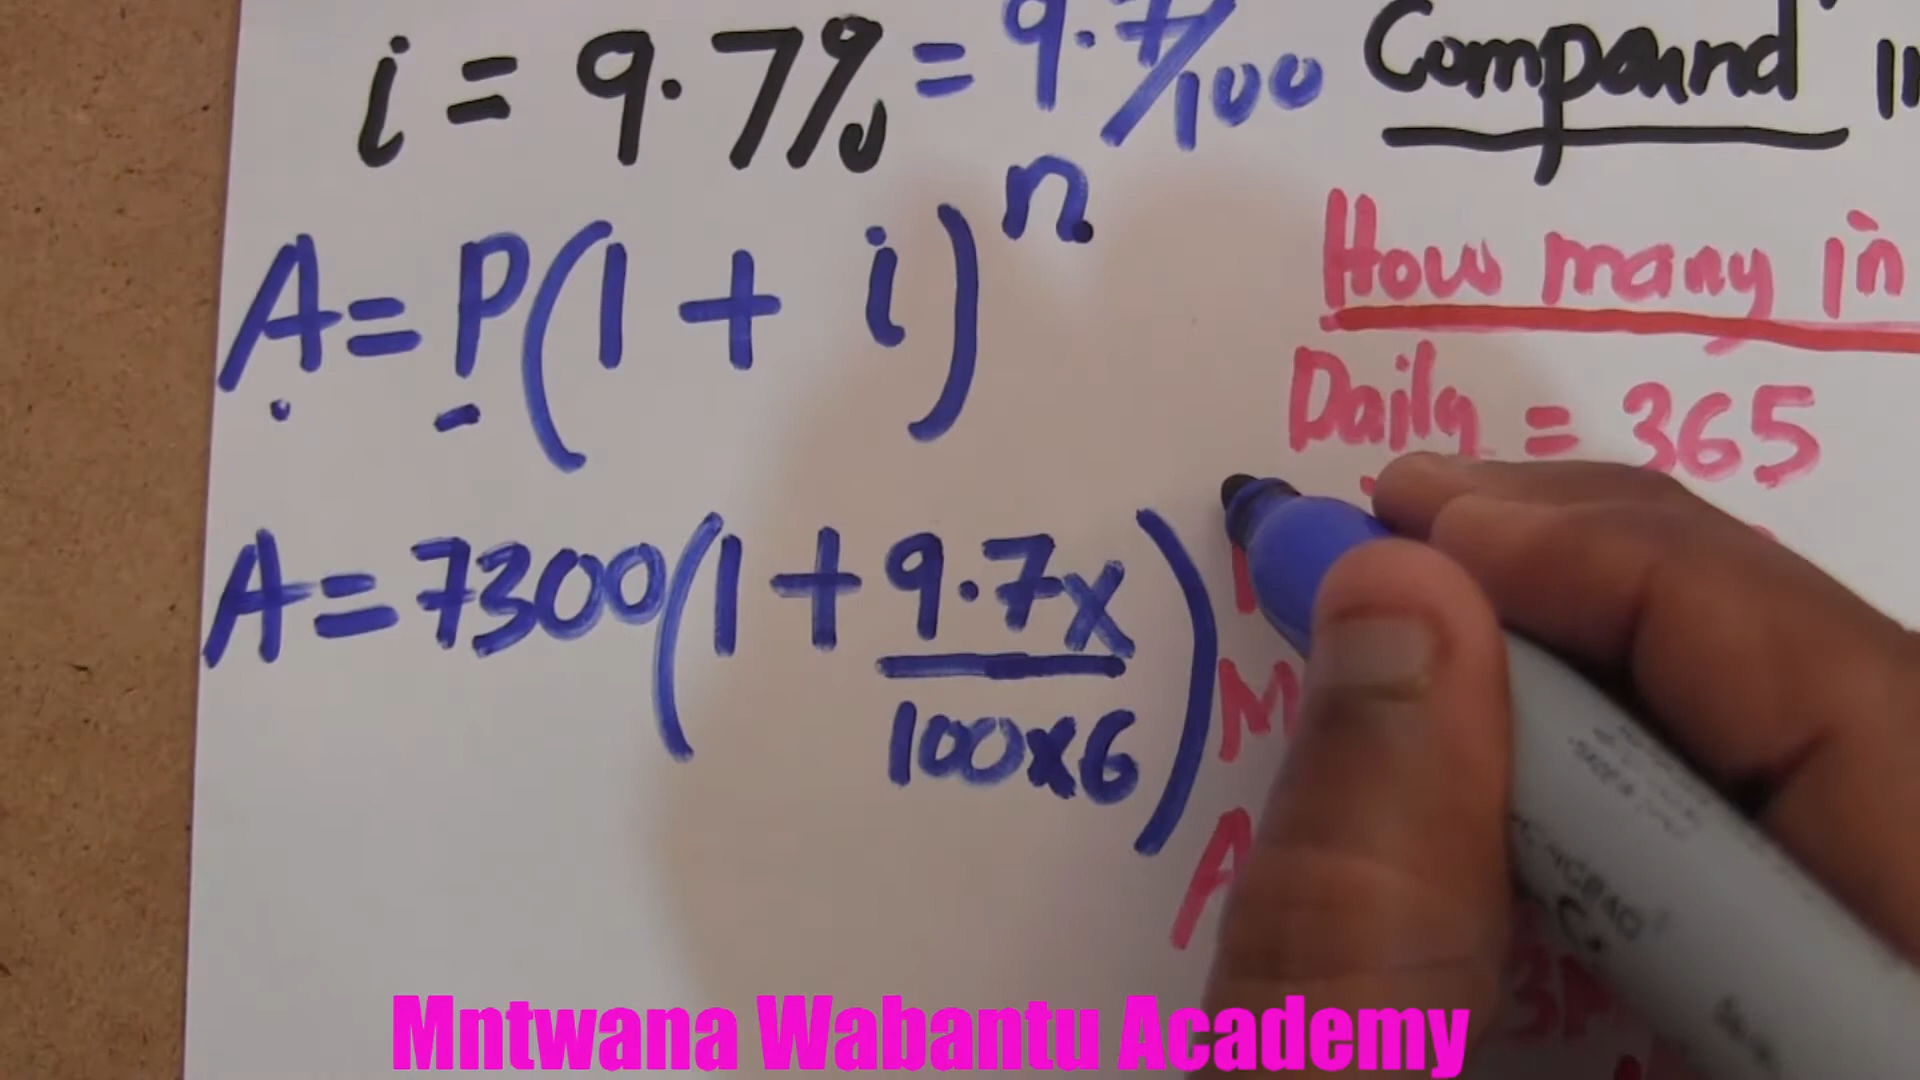 i = 9.7% = 9.7/100
Compound
A = P(1 + i)^n
How many in
Daily = 365
A = 7300(1 + 9.7x
100x6)
M
A
Mntwana Wabantu Academy